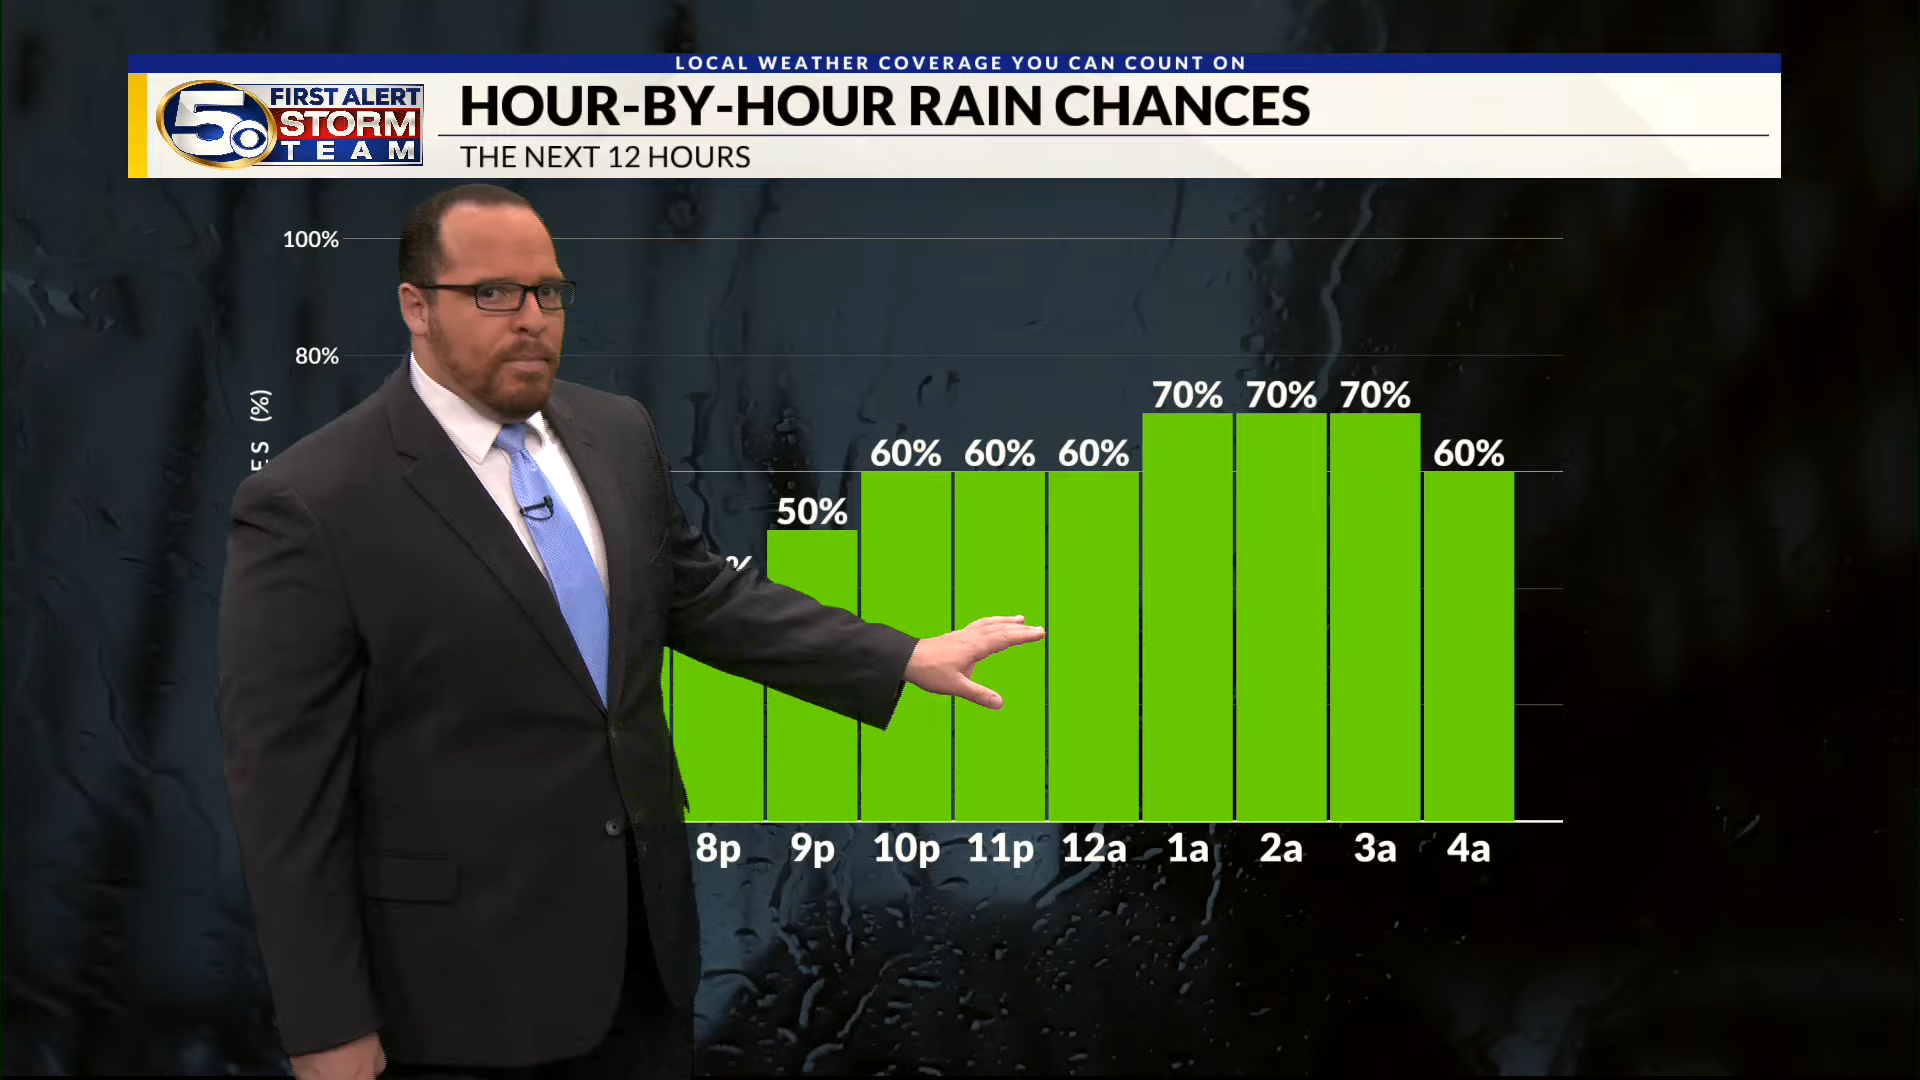 LOCAL WEATHER COVERAGE YOU CAN COUNT ON
5
FIRST ALERT
STORM
TEAM
HOUR-BY-HOUR RAIN CHANCES
THE NEXT 12 HOURS
100%
80%
(%)
70% 70% 70%
60% 60% 60% 60%
50%
%
8p 9p 10p 11p 12a 1a 2a 3a 4a